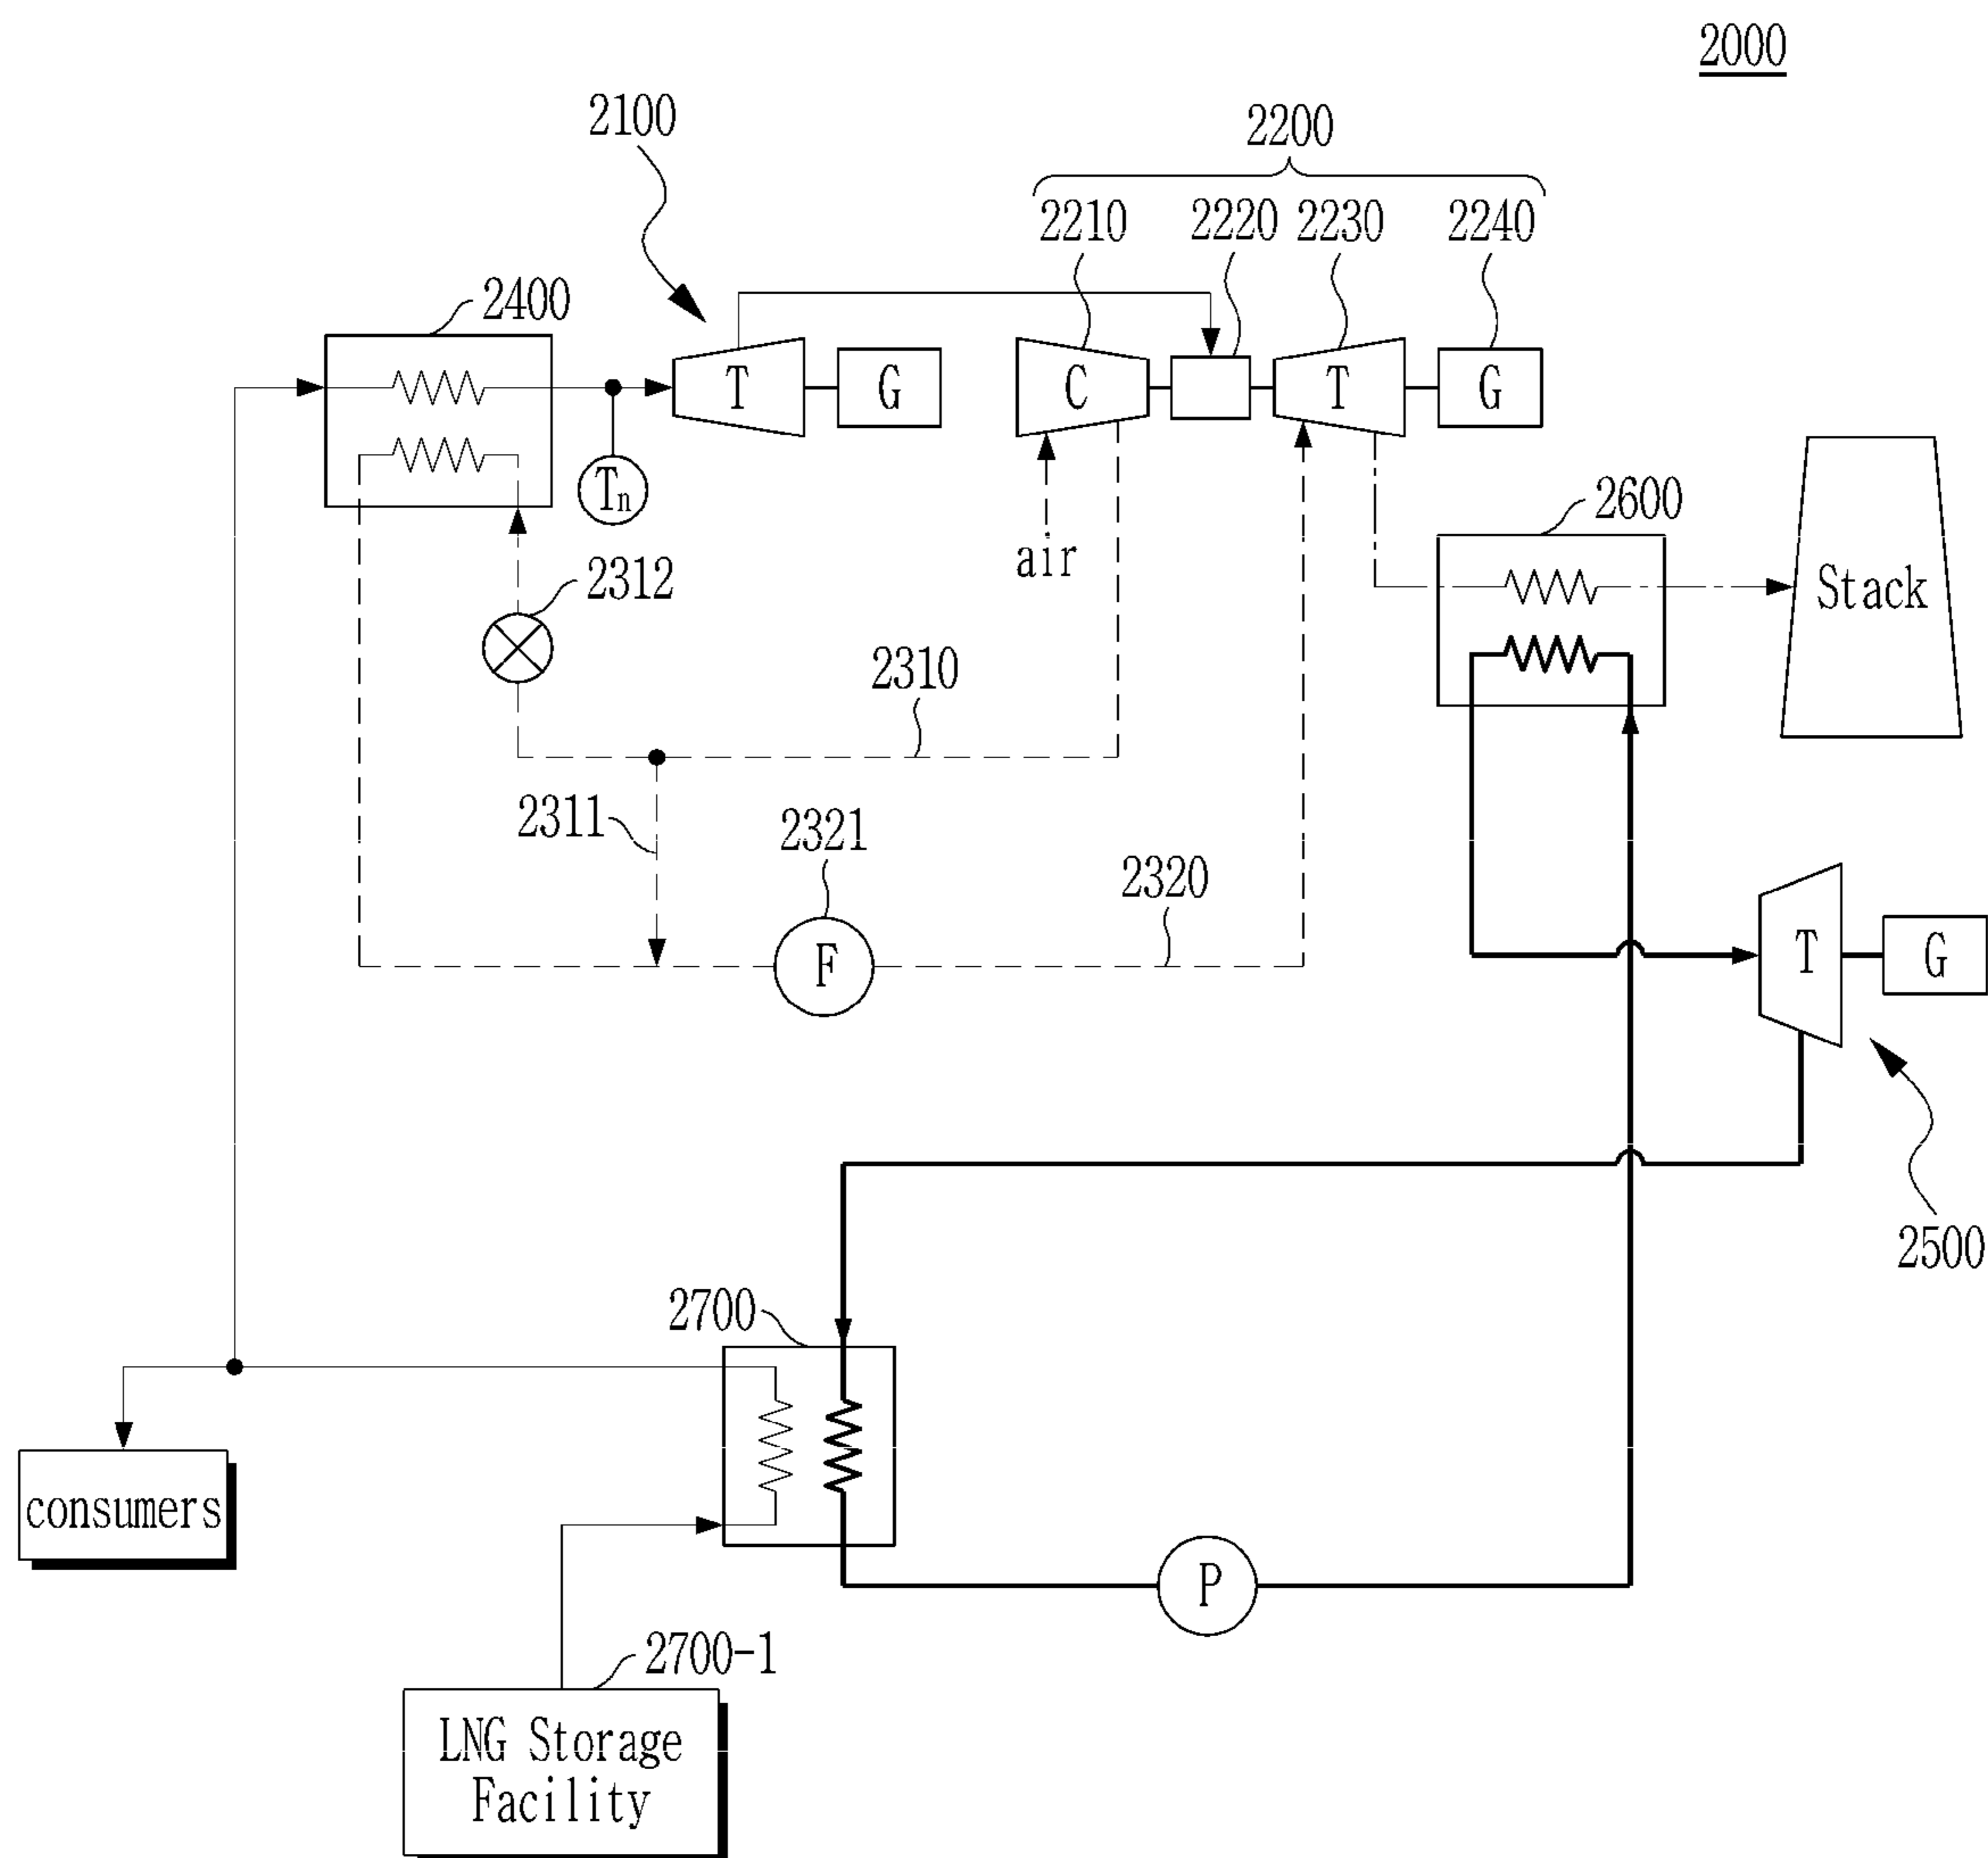 2000
2100
2200
2210 2220 2230 2240
2400
T G C T G
Tn
air
2600
Stack
2312
2310
2311
2321
2320
F
T G
2500
2700
consumers
P
2700-1
LNG Storage
Facility